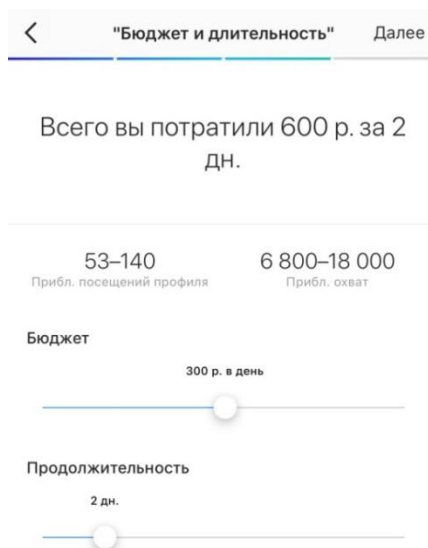 "Бюджет и длительность" Далее
Всего вы потратили 600 р. за 2
дн.
53–140 6 800–18 000
Прибл. посещений профиля Прибл. охват
Бюджет
300 р. в день
Продолжительность
2 дн.